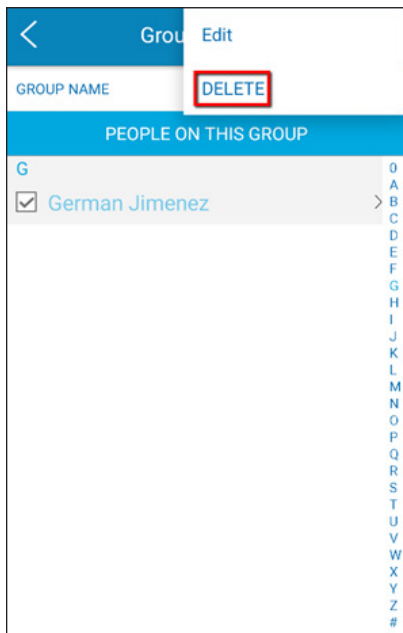 Grou
Edit
GROUP NAME
DELETE
PEOPLE ON THIS GROUP
G
German Jimenez
0
A
B
C
D
E
F
G
H
I
J
K
L
M
N
O
P
Q
R
S
T
U
V
W
X
Y
Z
#